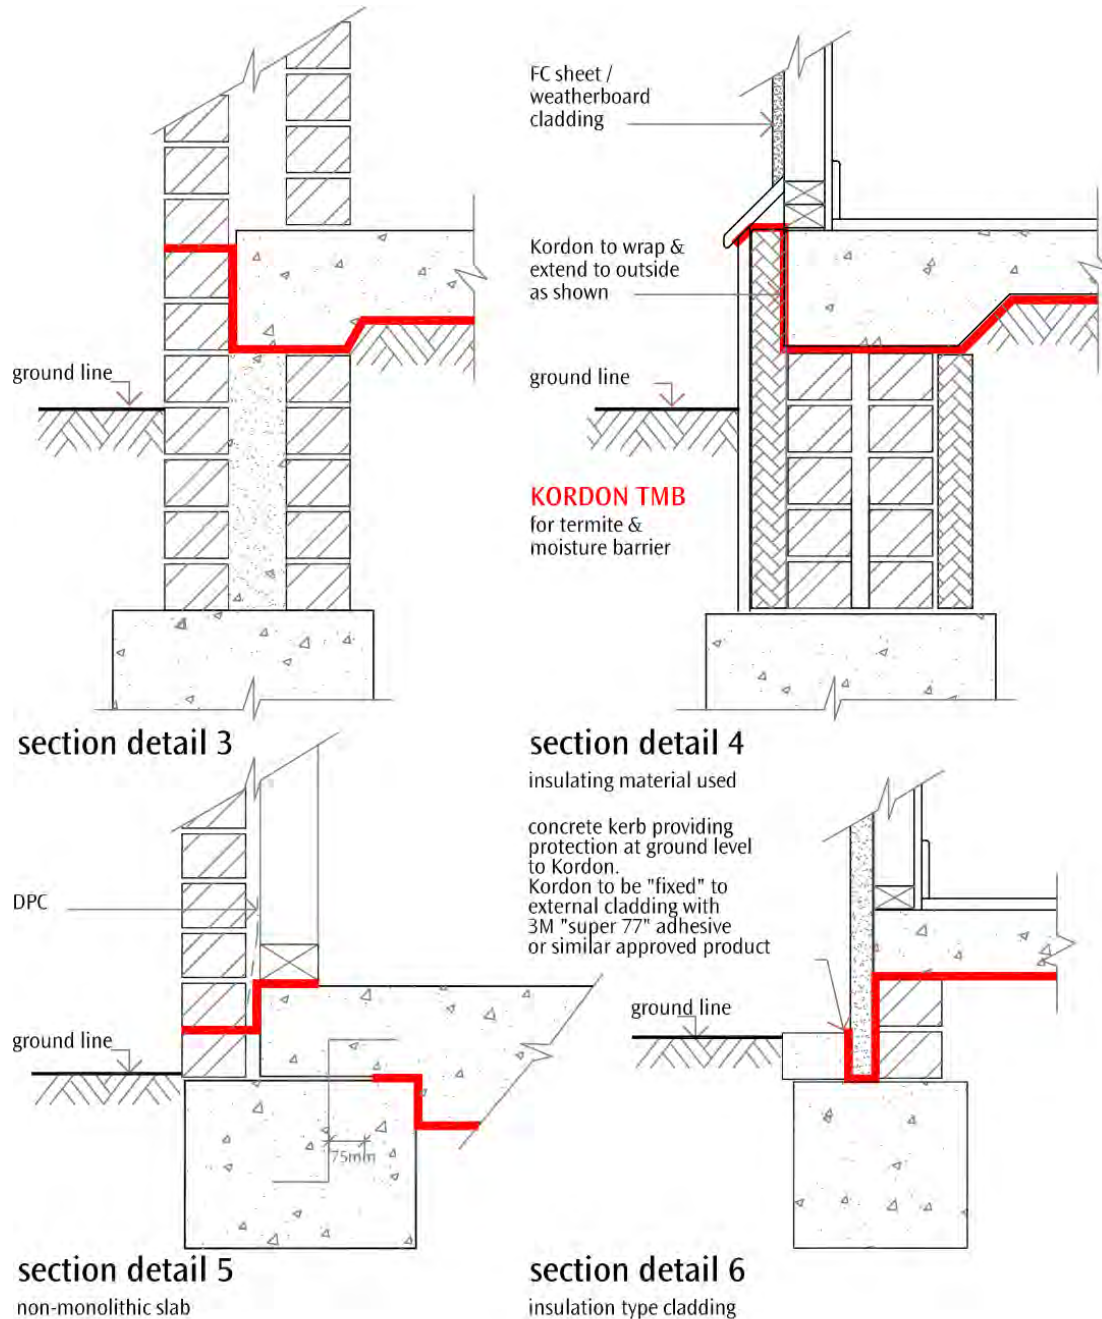 FC sheet /
weatherboard
cladding
Kordon to wrap &
extend to outside
as shown
ground line
ground line
KORDON TMB
for termite &
moisture barrier
section detail 3
section detail 4
insulating material used
concrete kerb providing
protection at ground level
to Kordon.
Kordon to be "fixed" to
external cladding with
3M "super 77" adhesive
or similar approved product
DPC
ground line
ground line
75mm
section detail 5
non-monolithic slab
section detail 6
insulation type cladding